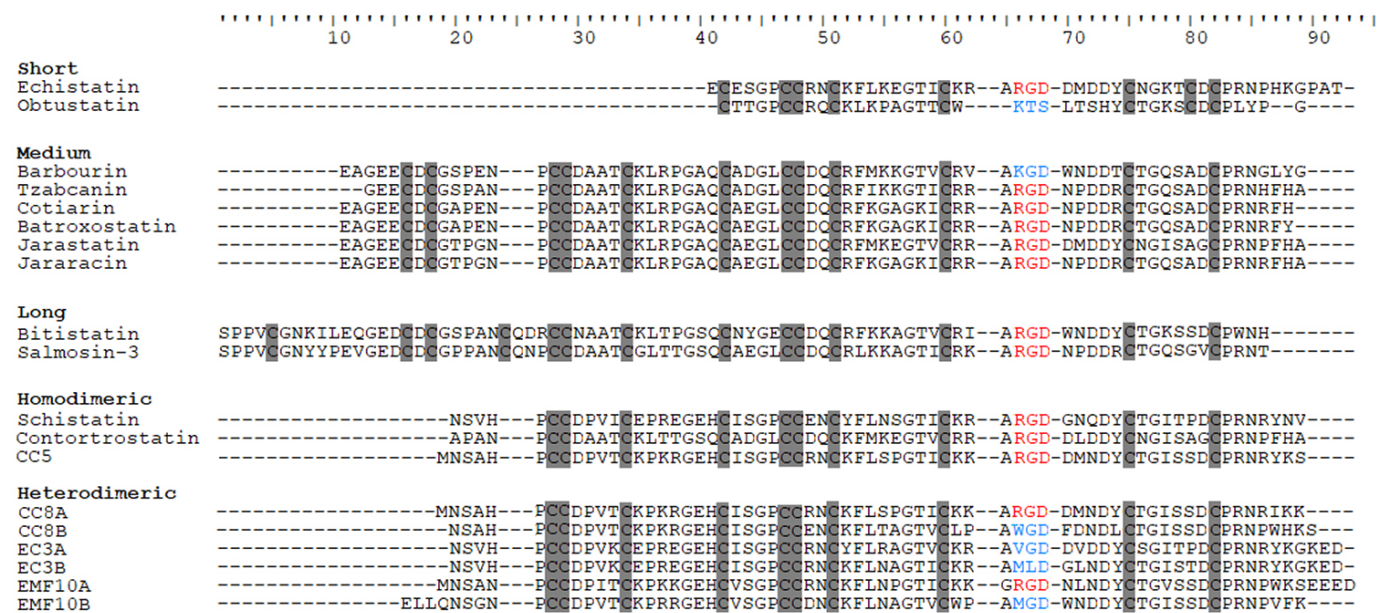 10 20 30 40 50 60 70 80 90
Short
Echistatin ----------------------------------------ECESGPCCRNCKFLKEGTICKR--ARGD-DMDDYCNGKTCDCPRNPHKGPAT-
Obtustatin -----------------------------------------CTTGPCCRQCKLKPAGTTCW    KTS-LTSHYCTGKSCDCPLYP--G----
Medium
Barbourin ----------EAGEECDCGSPEN---PCCDAATCKLRPGAQCADGLCCDQCRFMKKGTVCRV--AKGD-WNDDTCTGQSADCPRNGLYG----
Tzabcanin ------------GEECDCGSPAN---PCCDAATCKLRPGAQCADGLCCDQCRFIKKGTICRR--ARGD-NPDDRCTGQSADCPRNHFHA----
Cotiarin ----------EAGEECDCGAPEN---PCCDAATCKLRPGAQCAEGLCCDQCRFKGAGKICRR--ARGD-NPDDRCTGQSADCPRNRFH-----
Batroxostatin ----------EAGEECDCGAPEN---PCCDAATCKLRPGAQCAEGLCCDQCRFKGAGKICRR--ARGD-NPDDRCTGQSADCPRNRFY-----
Jarastatin ----------EAGEECDCGTPGN---PCCDAATCKLRPGAQCAEGLCCDQCRFMKEGTVCRR--ARGD-DMDDYCNGISAGCPRNPFHA----
Jararacin ----------EAGEECDCGTPGN---PCCDAATCKLRPGAQCAEGLCCDQCRFKGAGKICRR--ARGD-NPDDRCTGQSADCPRNRFHA----
Long
Bitistatin SPPVCGNKILEQGEDCDCGSPANCQDRCCNAATCKLTPGSQCNYGECCDQCRFKKAGTVCRI--ARGD-WNDDYCTGKSSDCPWNH-------
Salmosin-3 SPPVCGNYYPEVGEDCDCGPPANCQNPCCDAATCGLTTGSQCAEGLCCDQCRLKKAGTICRK--ARGD-NPDDRCTGQSGVCPRNT-------
Homodimeric
Schistatin -------------------NSVH---PCCDPVICEPREGEHCISGPCCENCYFLNSGTICKR--ARGD-GNQDYCTGITPDCPRNRYNV----
Contortrostatin -------------------APAN---PCCDAATCKLTTGSQCADGLCCDQCKFMKEGTVCRR--ARGD-DLDDYCNGISAGCPRNPFHA----
CC5 ------------------MNSAH---PCCDPVTCKPKRGEHCISGPCCRNCKFLSPGTICKK--ARGD-DMNDYCTGISSDCPRNRYKS----
Heterodimeric
CC8A ------------------MNSAH---PCCDPVTCKPKRGEHCISGPCCRNCKFLSPGTICKK--ARGD-DMNDYCTGISSDCPRNRIKK----
CC8B -------------------NSVH---PCCDPVTCKPKRGEHCISGPCCENCKFLTAGTVCLP--AWGD-FDNDLCTGISSDCPRNPWHKS---
EC3A -------------------NSVH---PCCDPVKCEPREGEHCISGPCCRNCYFLRAGTVCKR--AVGD-DVDDYCSGITPDCPRNRYKGKED-
EC3B -------------------NSVH---PCCDPVKCEPREGEHCISGPCCRNCKFLNAGTICKR--AMLD-GLNDYCTGISTDCPRNRYKGKED-
EMF10A ------------------MNSAN---PCCDPITCKPKKGEHCVSGPCCRNCKFLNPGTICKK--GRGD-NLNDYCTGVSSDCPRNPWKSEEED
EMF10B ---------------ELLQNSGN---PCCDPVTCKPRRGEHCVSGPCCDNCKFLNAGTVCWP--AMGD-WNDDYCTGISSDCPRNPVFK----